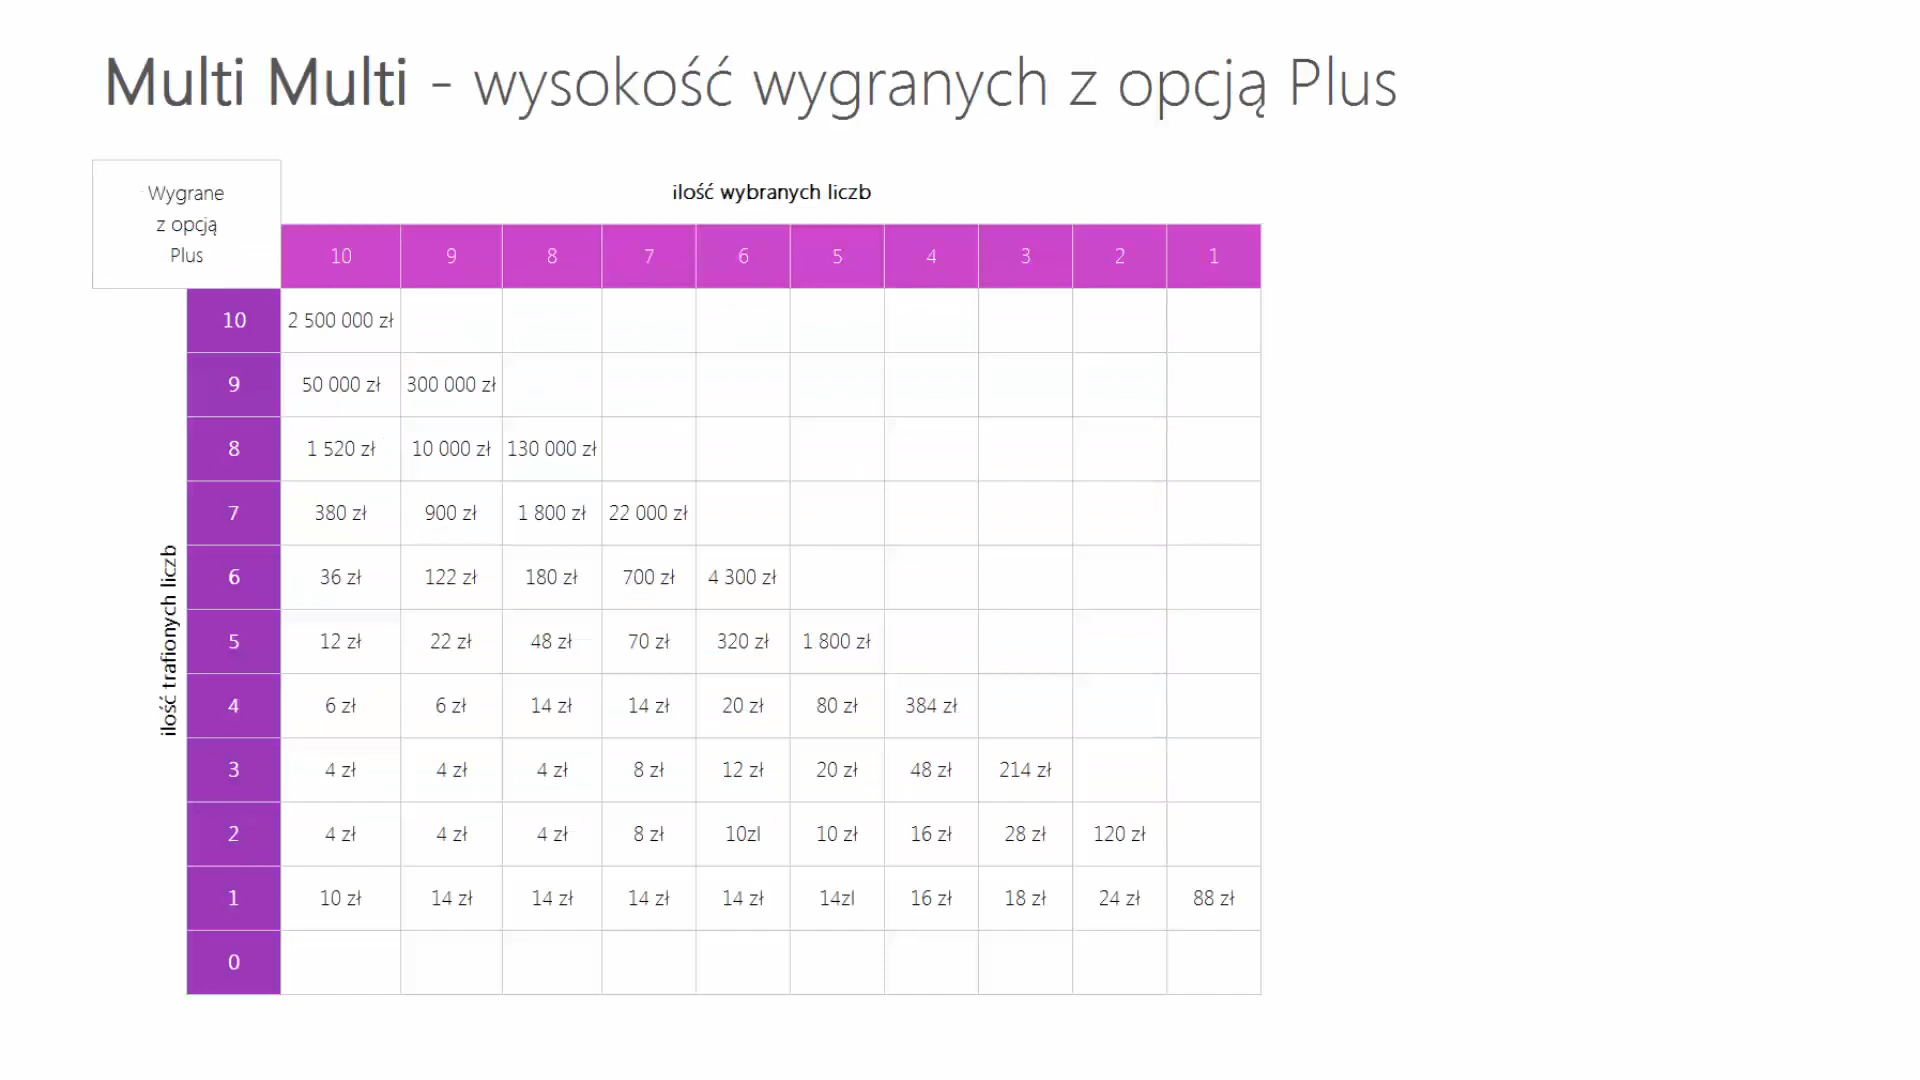 Multi Multi - wysokość wygranych z opcją Plus
Wygrane
z opcją
Plus
ilość wybranych liczb
10 9 8 7 6 5 4 3 2 1
ilość trafionych liczb
10 2 500 000 zł
9 50 000 zł 300 000 zł
8 1 520 zł 10 000 zł 130 000 zł
7 380 zł 900 zł 1 800 zł 22 000 zł
6 36 zł 122 zł 180 zł 700 zł 4 300 zł
5 12 zł 22 zł 48 zł 70 zł 320 zł 1 800 zł
4 6 zł 6 zł 14 zł 14 zł 20 zł 80 zł 384 zł
3 4 zł 4 zł 4 zł 8 zł 12 zł 20 zł 48 zł 214 zł
2 4 zł 4 zł 4 zł 8 zł 10zl 10 zł 16 zł 28 zł 120 zł
1 10 zł 14 zł 14 zł 14 zł 14 zł 14zl 16 zł 18 zł 24 zł 88 zł
0